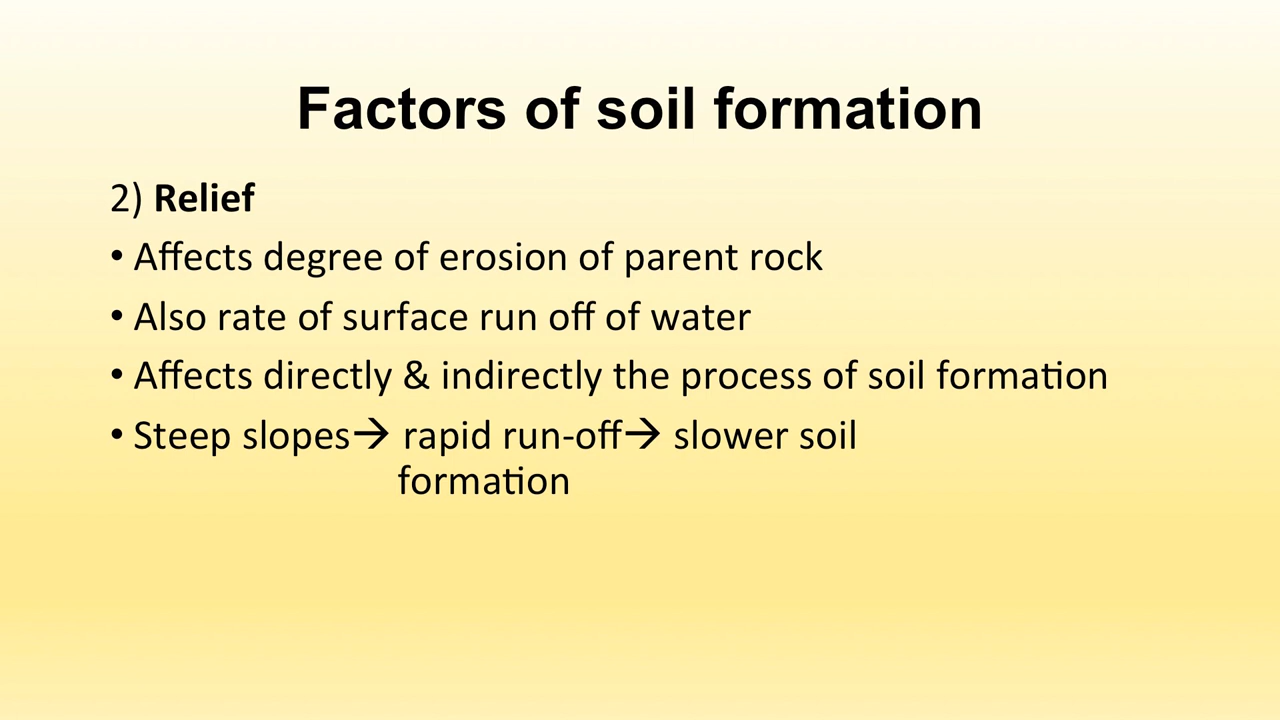 Factors of soil formation
2) Relief
• Affects degree of erosion of parent rock
• Also rate of surface run off of water
• Affects directly & indirectly the process of soil formation
• Steep slopes→ rapid run-off→ slower soil
formation